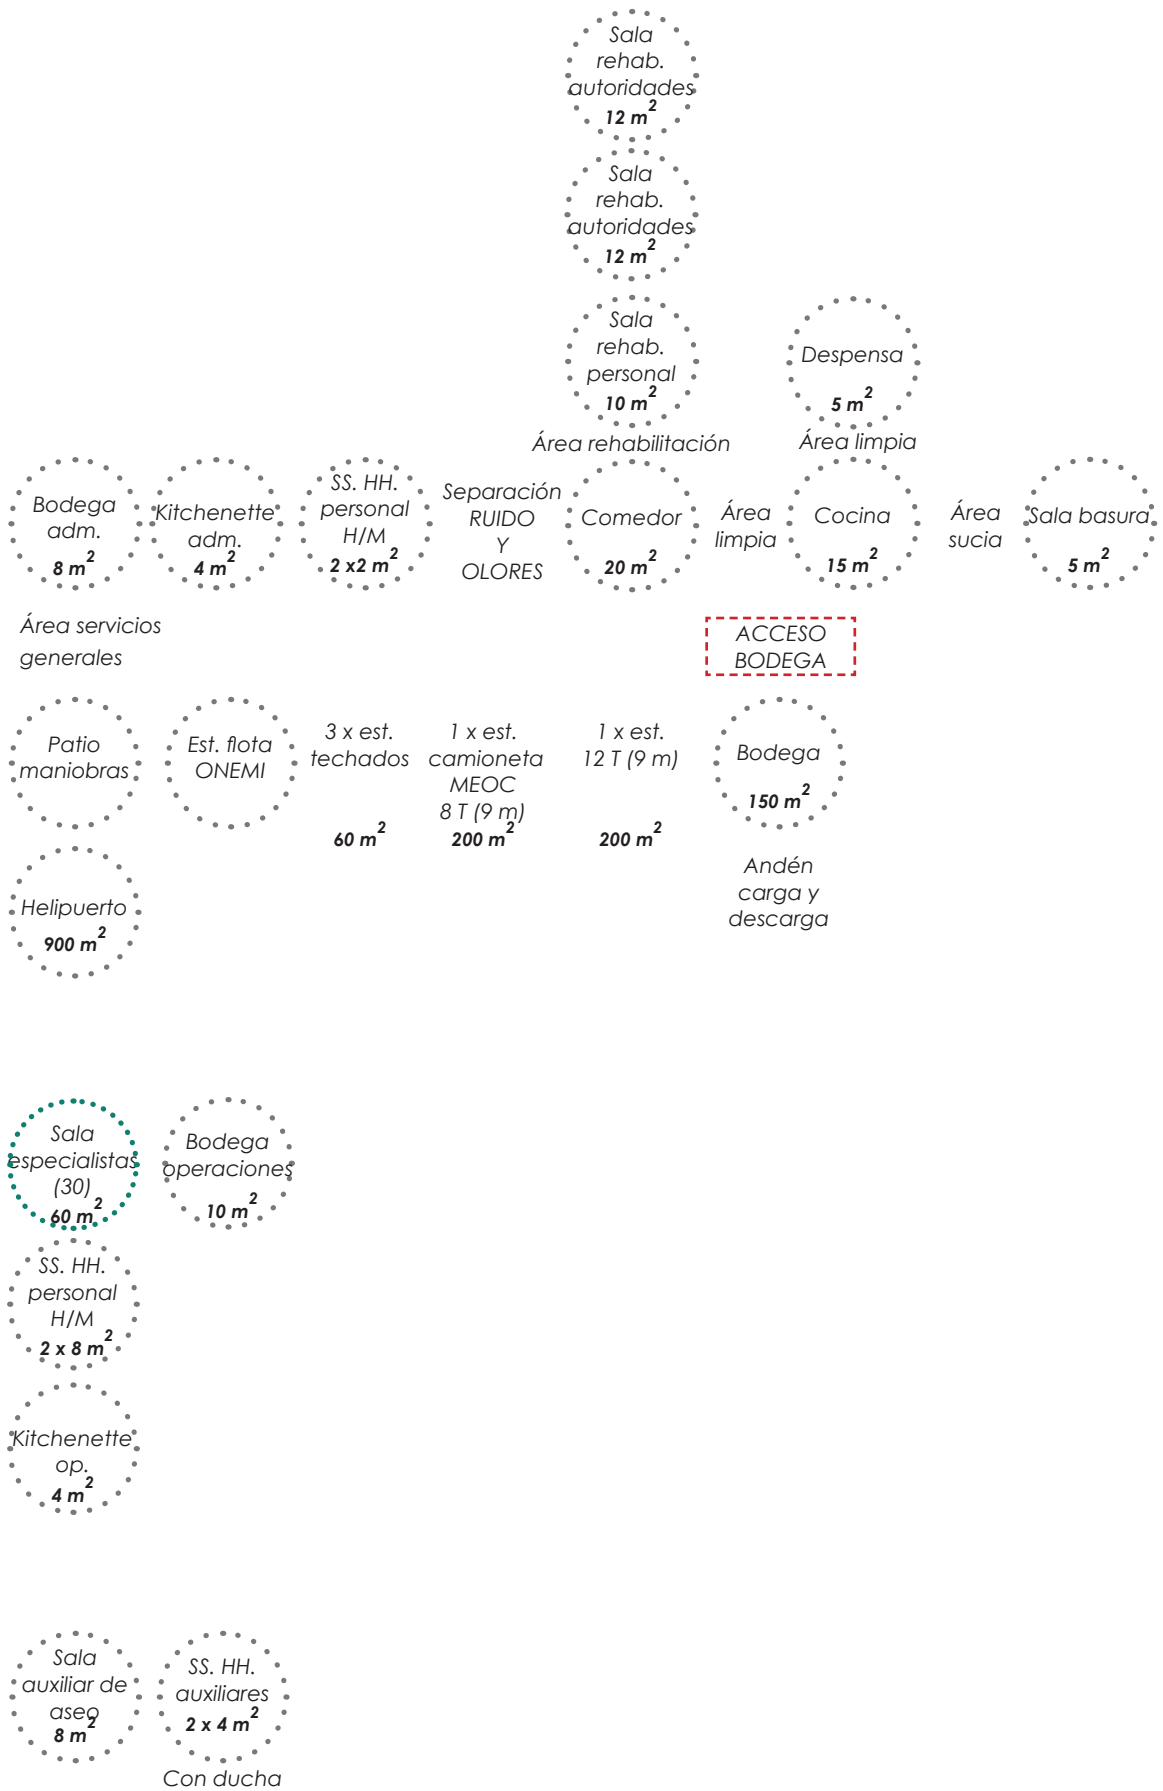 Sala
rehab.
autoridades
12 m²
Sala
rehab.
autoridades
12 m²
Sala
rehab.
personal
10 m²
Área rehabilitación
Despensa
5 m²
Área limpia
Bodega
adm.
8 m²
Kitchenette
adm.
4 m²
SS. HH.
personal
H/M
2 x2 m²
Separación
RUIDO
Y
OLORES
Comedor
20 m²
Área
limpia
Cocina
15 m²
Área
sucia
Sala basura
5 m²
Área servicios
generales
ACCESO
BODEGA
Patio
maniobras
Est. flota
ONEMI
3 x est.
techados
60 m²
1 x est.
camioneta
MEOC
8 T (9 m)
200 m²
1 x est.
12 T (9 m)
200 m²
Bodega
150 m²
Andén
carga y
descarga
Helipuerto
900 m²
Sala
especialistas
(30)
60 m²
Bodega
operaciones
10 m²
SS. HH.
personal
H/M
2 x 8 m²
Kitchenette
op.
4 m²
Sala
auxiliar de
aseo
8 m²
SS. HH.
auxiliares
2 x 4 m²
Con ducha